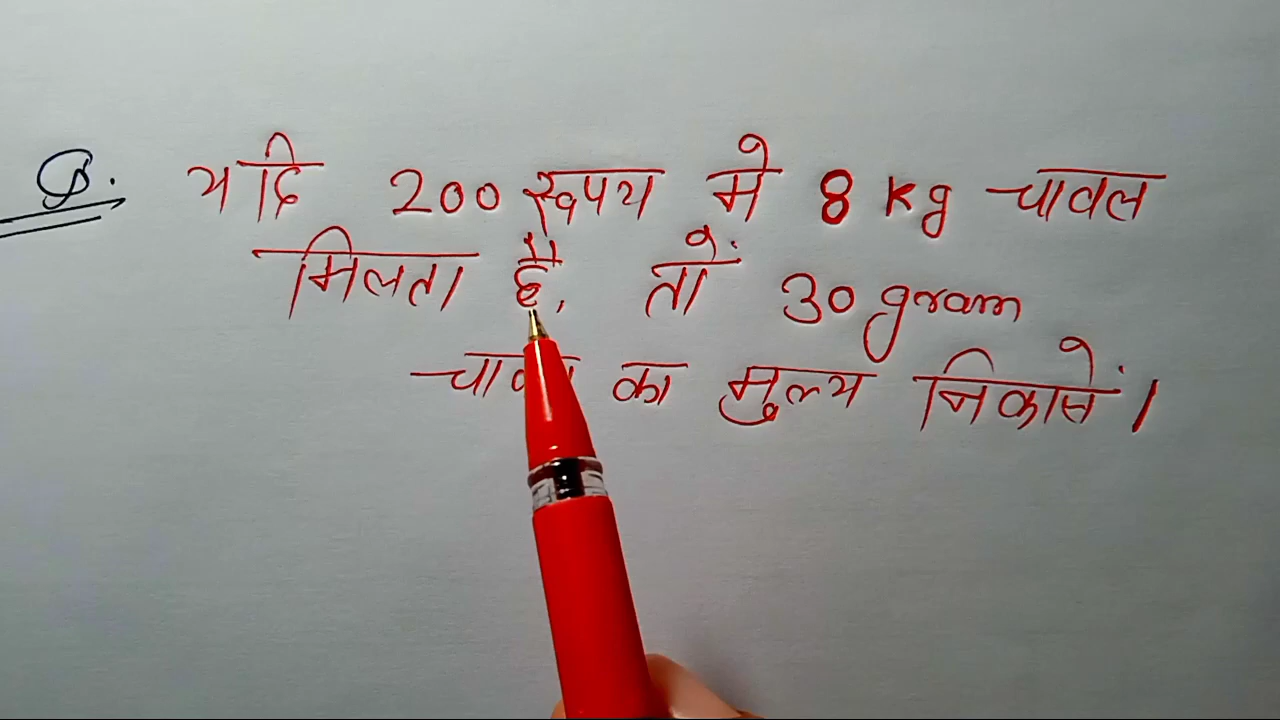 Q. यदि 200 रूपय मे 8 kg चावल
मिलता है, तों 30 gram
का मुल्य निकालें।